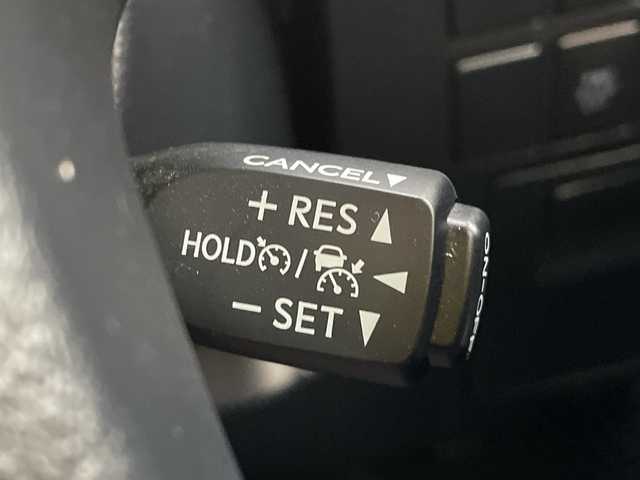 CANCEL▼
+ RES ▲
HOLD / ◀
− SET ▼
ON-OFF